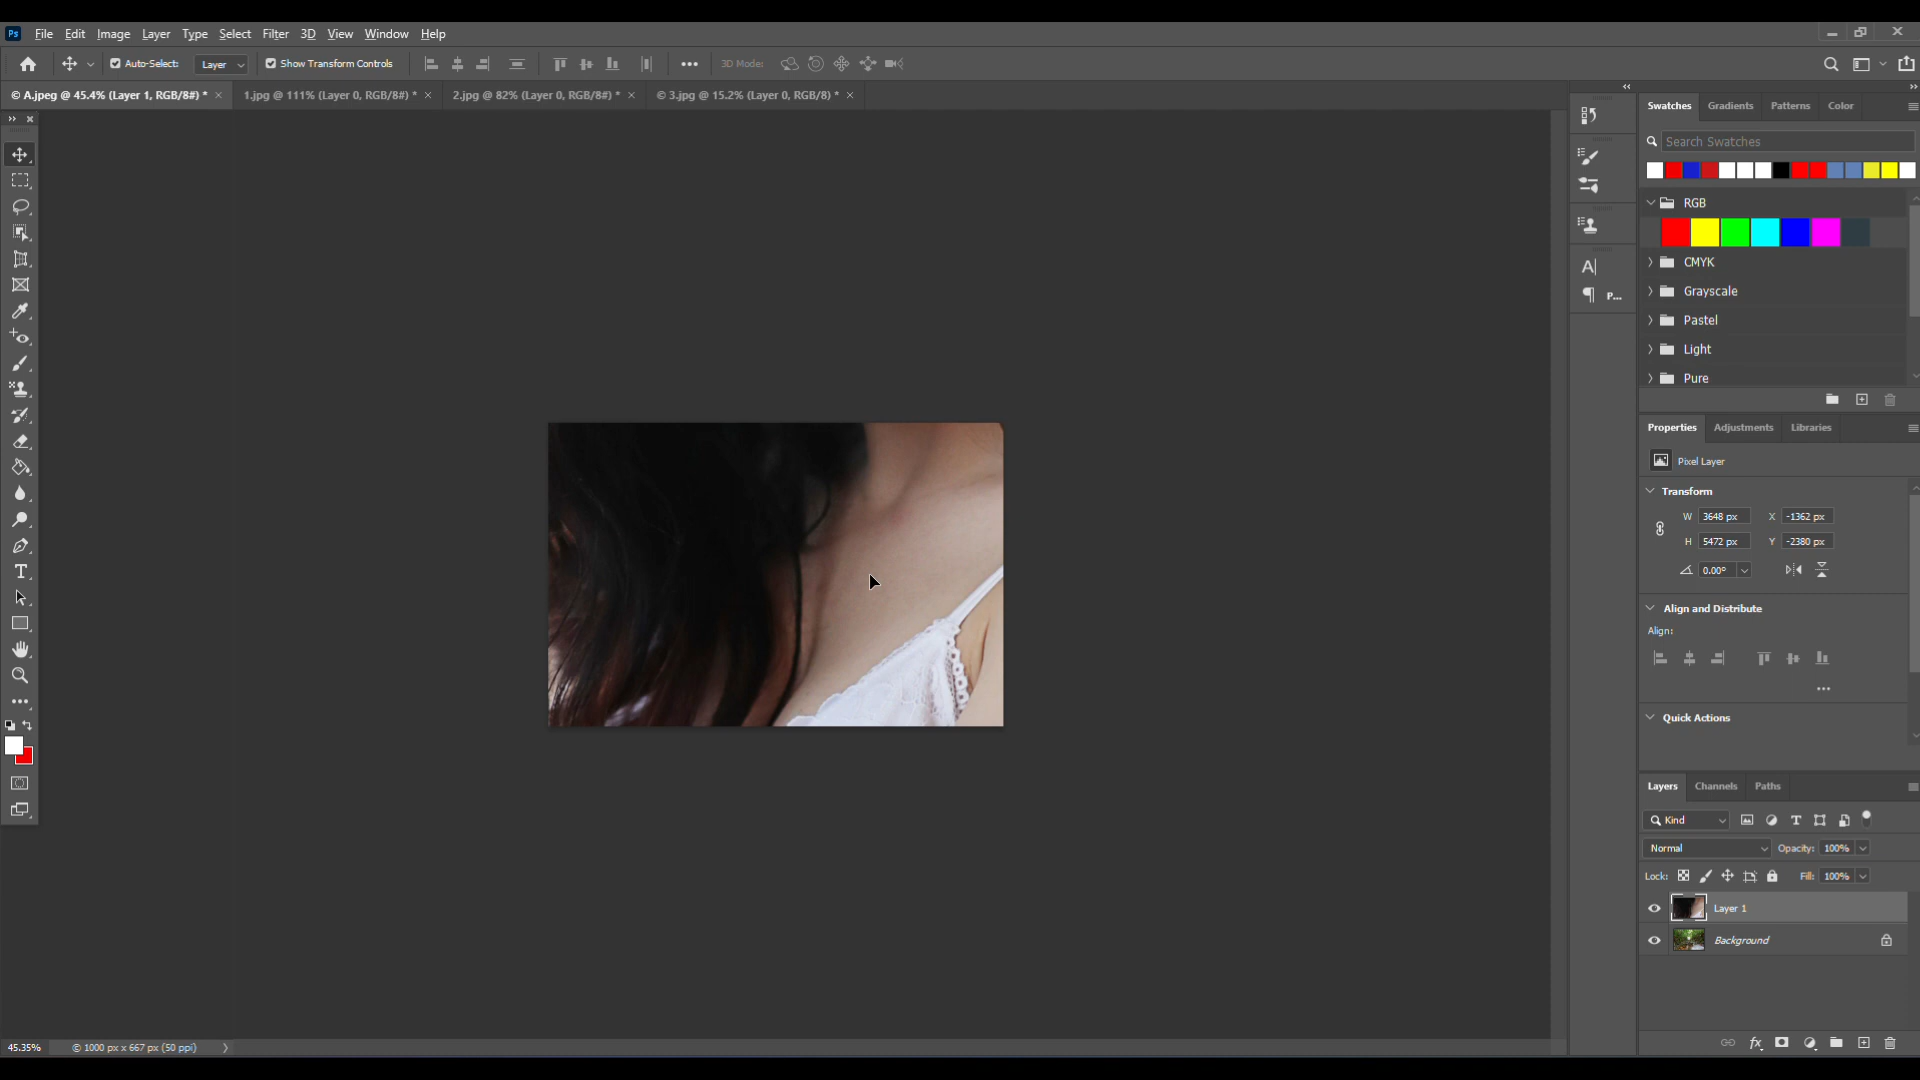 Ps File Edit Image Layer Type Select Filter 3D View Window Help
Auto-Select: Layer Show Transform Controls 3D Mode:
© A.jpeg @ 45.4% (Layer 1, RGB/8#) * 1.jpg @ 111% (Layer 0, RGB/8#) * 2.jpg @ 82% (Layer 0, RGB/8#) * © 3.jpg @ 15.2% (Layer 0, RGB/8) *
Swatches Gradients Patterns Color
Search Swatches
RGB
CMYK
Grayscale
Pastel
Light
Pure
P...
Properties Adjustments Libraries
Pixel Layer
Transform
W 3648 px X -1362 px
H 5472 px Y -2380 px
0.00°
Align and Distribute
Align:
Quick Actions
Layers Channels Paths
Kind
Normal Opacity: 100%
Lock: Fill: 100%
Layer 1
Background
45.35% © 1000 px x 667 px (50 ppi)